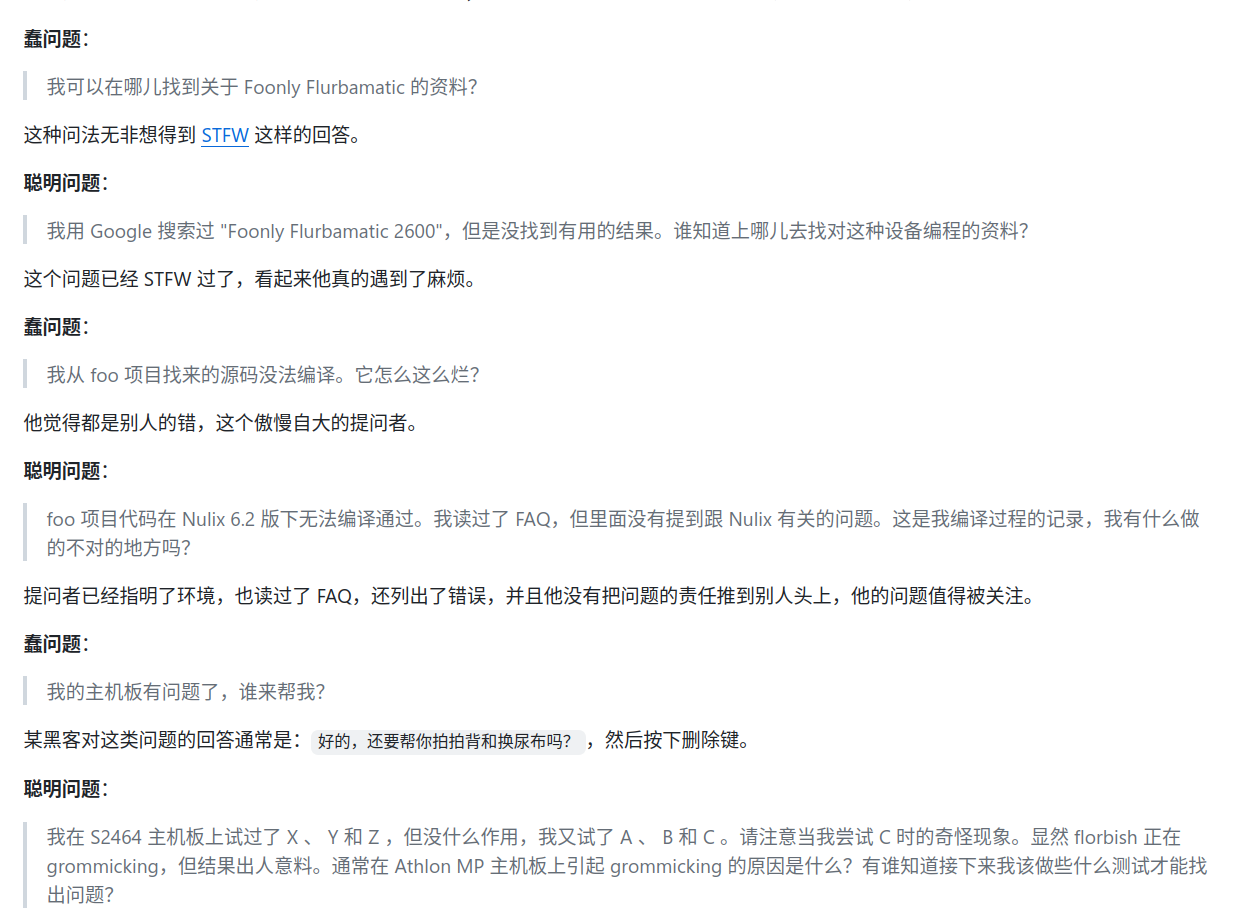 蠢问题：
我可以在哪儿找到关于 Foonly Flurbamatic 的资料？
这种问法无非想得到 STFW 这样的回答。
聪明问题：
我用 Google 搜索过 "Foonly Flurbamatic 2600"，但是没找到有用的结果。谁知道上哪儿去找对这种设备编程的资料？
这个问题已经 STFW 过了，看起来他真的遇到了麻烦。
蠢问题：
我从 foo 项目找来的源码没法编译。它怎么这么烂？
他觉得都是别人的错，这个傲慢自大的提问者。
聪明问题：
foo 项目代码在 Nulix 6.2 版下无法编译通过。我读过了 FAQ，但里面没有提到跟 Nulix 有关的问题。这是我编译过程的记录，我有什么做
的不对的地方吗？
提问者已经指明了环境，也读过了 FAQ，还列出了错误，并且他没有把问题的责任推到别人头上，他的问题值得被关注。
蠢问题：
我的主机板有问题了，谁来帮我？
某黑客对这类问题的回答通常是：好的，还要帮你拍拍背和换尿布吗？，然后按下删除键。
聪明问题：
我在 S2464 主机板上试过了 X 、 Y 和 Z ，但没什么作用，我又试了 A 、 B 和 C 。请注意当我尝试 C 时的奇怪现象。显然 florbish 正在
grommicking，但结果出人意料。通常在 Athlon MP 主机板上引起 grommicking 的原因是什么？有谁知道接下来我该做些什么测试才能找
出问题？